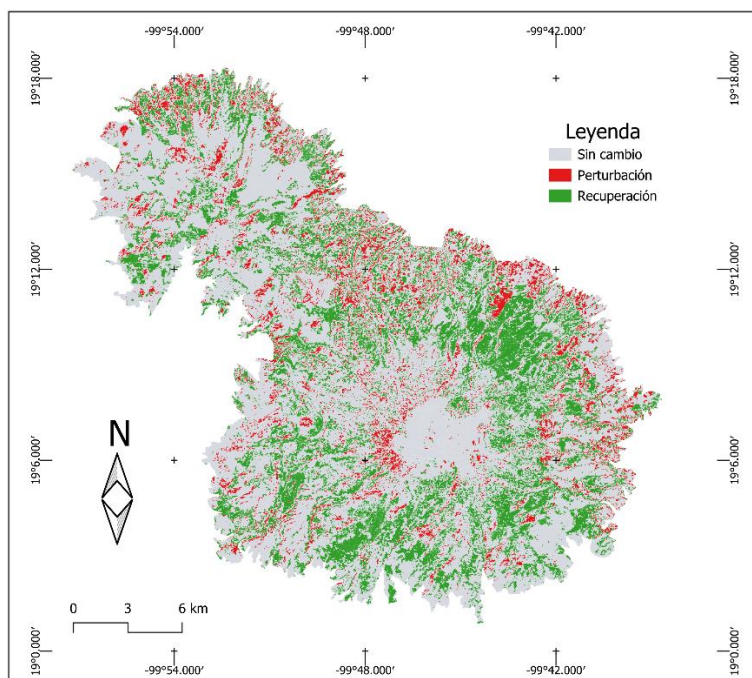 -99°54.000' -99°48.000' -99°42.000'
19°18.000' 19°18.000'
Leyenda
Sin cambio
Perturbación
Recuperación
19°12.000' 19°12.000'
N
19°6.000' 19°6.000'
0 3 6 km
19°0.000' 19°0.000'
-99°54.000' -99°48.000' -99°42.000'